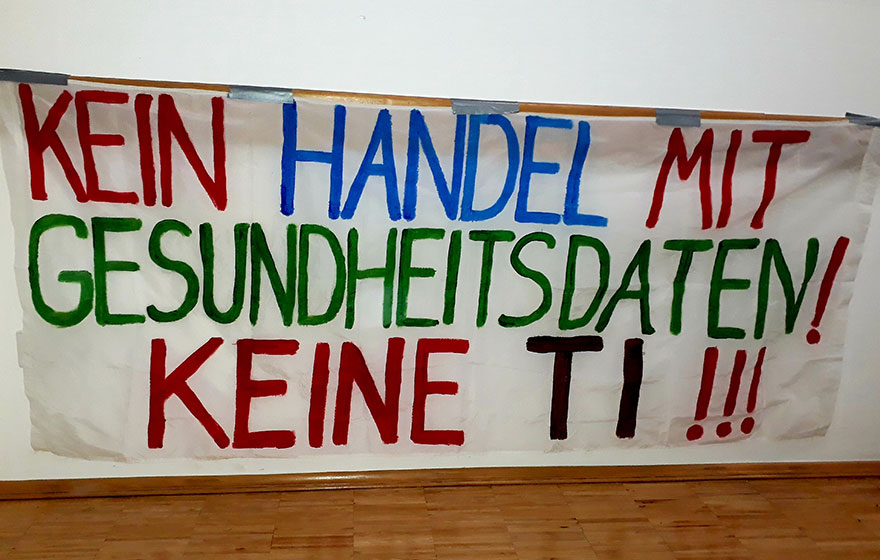 KEIN HANDEL MIT
GESUNDHEITSDATEN!
KEINE TI !!!